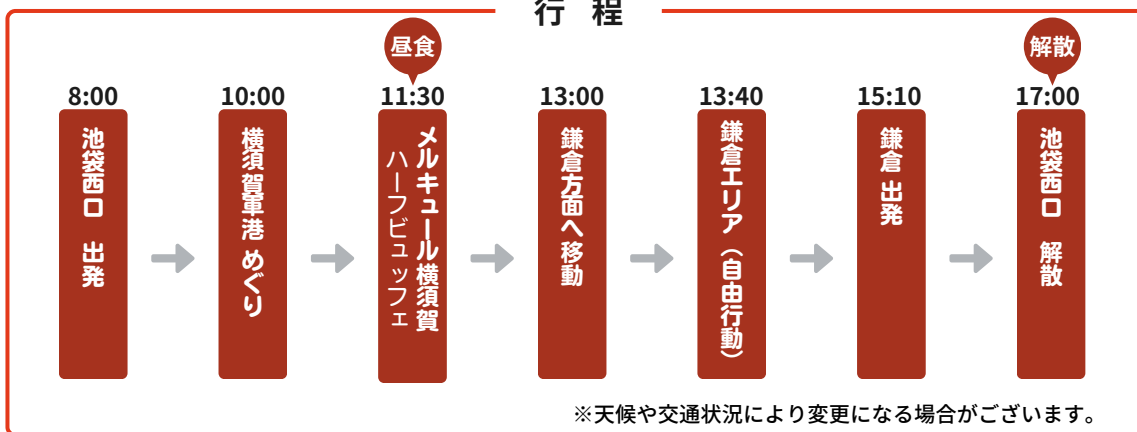 行 程
8:00
池袋西口 出発
10:00
横須賀軍港 めぐり
昼食
11:30
メルキュール横須賀
ハーフビュッフェ
13:00
鎌倉方面へ移動
13:40
鎌倉エリア（自由行動）
15:10
鎌倉 出発
解散
17:00
池袋西口 解散
※天候や交通状況により変更になる場合がございます。